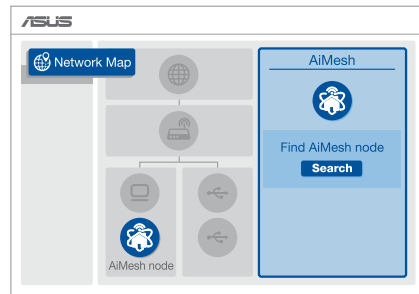 ASUS
Network Map
AiMesh
Find AiMesh node
Search
AiMesh node